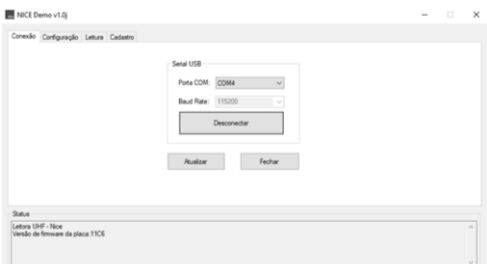 NICE Demo v1.0j
Conexão Configuração Leitura Cadastro
Serial USB
Porta COM: COM4
Baud Rate: 115200
Desconectar
Atualizar Fechar
Status
Leitora UHF - Nice
Versão de firmware da placa:11C6